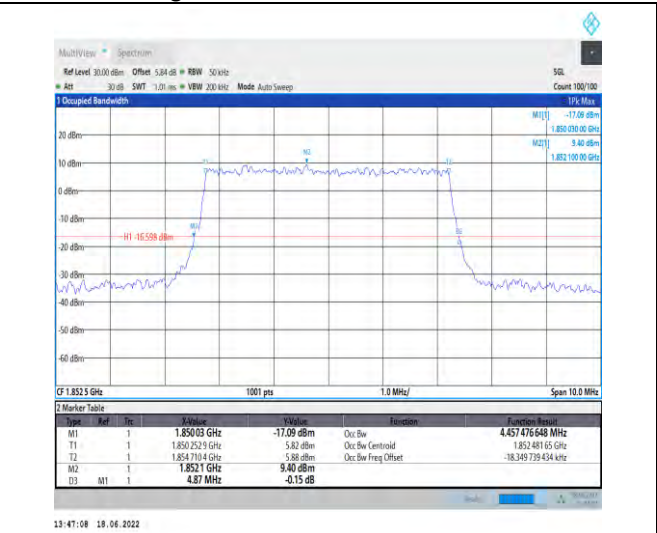 MultiView Spectrum
Ref Level 30.00 dBm Offset 5.84 dB RBW 50 kHz SGL
Att 30 dB SWT 1.01 ms VBW 200 kHz Mode Auto Sweep Count 100/100
1 Occupied Bandwidth 1Pk Max
M1[1] -17.09 dBm
1.850 030 00 GHz
M2[1] 9.40 dBm
1.852 100 00 GHz
20 dBm
M2
T1 T2
10 dBm
0 dBm
-10 dBm
H1 -16.598 dBm
-20 dBm
-30 dBm
-40 dBm
-50 dBm
-60 dBm
CF 1.852 5 GHz 1001 pts 1.0 MHz/ Span 10.0 MHz
2 Marker Table
Type Ref Trc X-Value Y-Value Function Function Result
M1 1 1.85003 GHz -17.09 dBm Occ Bw 4.457 476 648 MHz
T1 1 1.850 252 9 GHz 5.82 dBm Occ Bw Centroid 1.852 481 65 GHz
T2 1 1.854 710 4 GHz 5.88 dBm Occ Bw Freq Offset -18.349 739 434 kHz
M2 1 1.8521 GHz 9.40 dBm
D3 M1 1 4.87 MHz -0.15 dB
13:47:08 18.06.2022